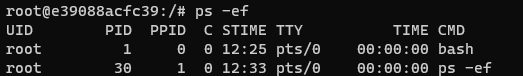 root@e39088acfc39:/# ps -ef
UID PID PPID C STIME TTY TIME CMD
root 1 0 0 12:25 pts/0 00:00:00 bash
root 30 1 0 12:33 pts/0 00:00:00 ps -ef